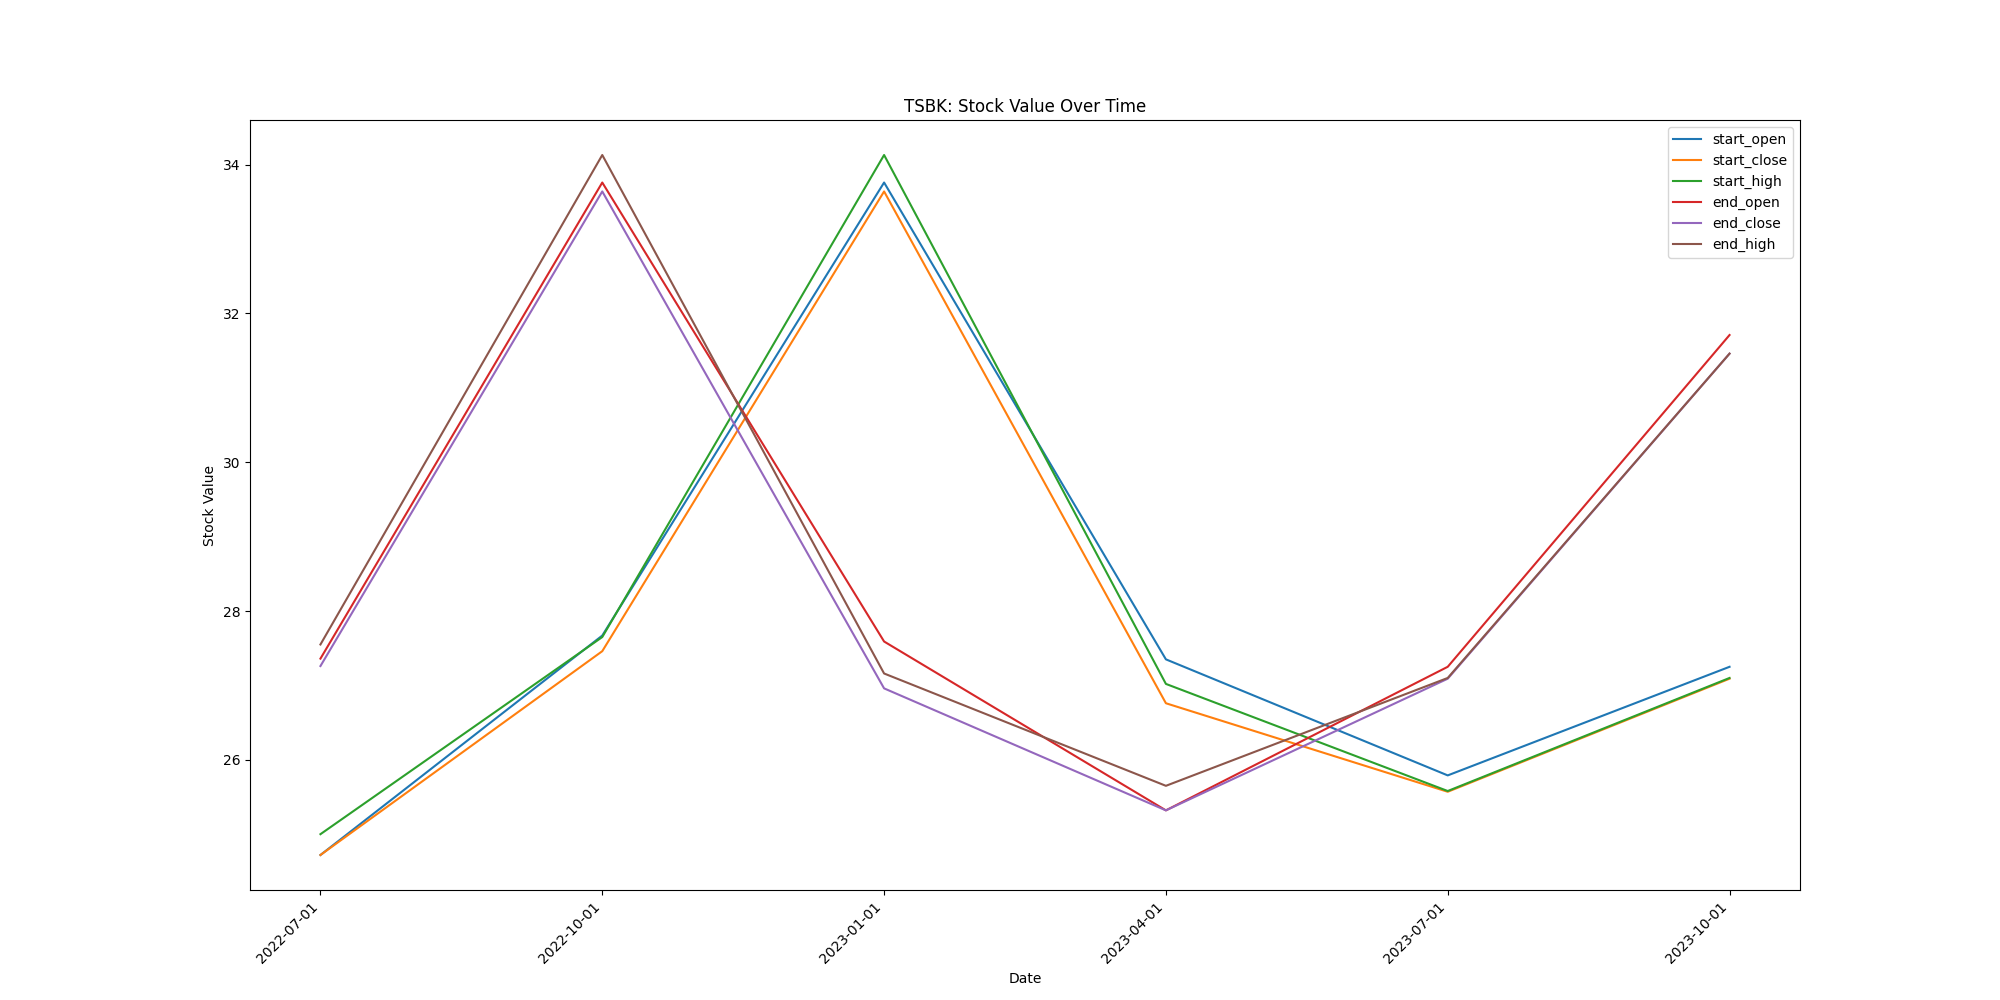 TSBK: Stock Value Over Time
start_open
start_close
start_high
end_open
end_close
end_high
34
32
30
28
26
Stock Value
2022-07-01
2022-10-01
2023-01-01
2023-04-01
2023-07-01
2023-10-01
Date